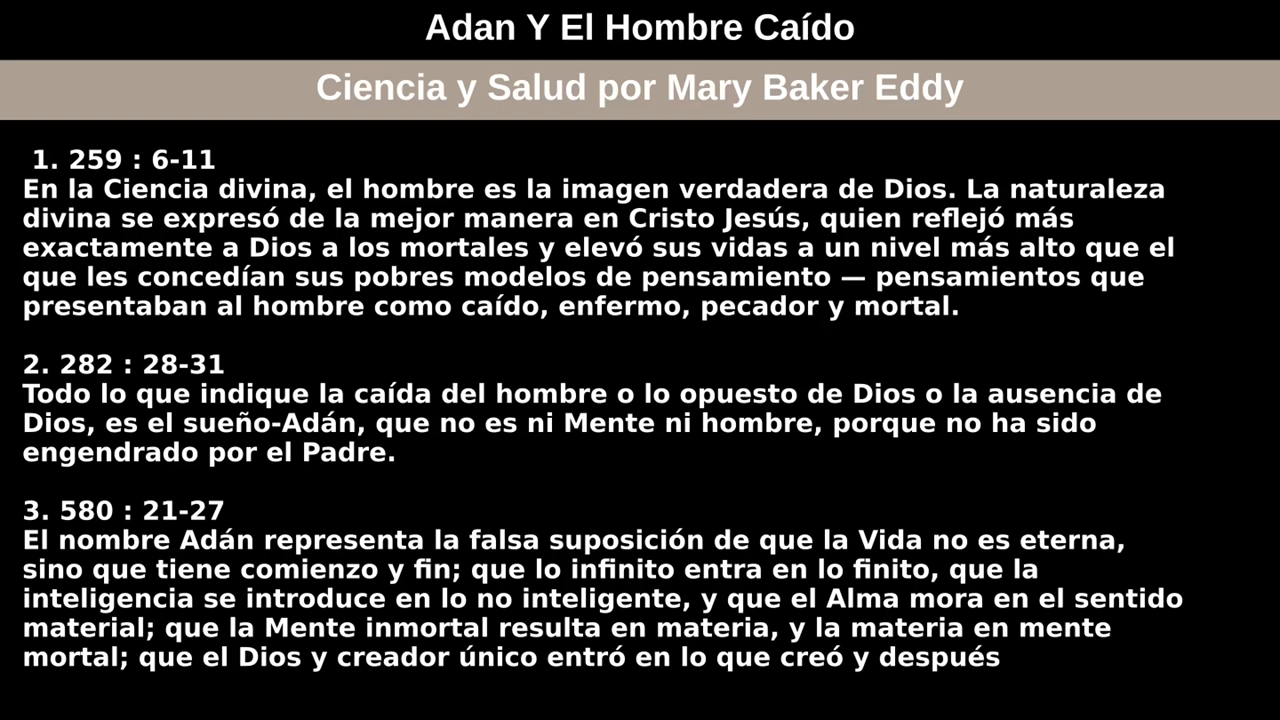 Adan Y El Hombre Caído
Ciencia y Salud por Mary Baker Eddy
1. 259 : 6-11
En la Ciencia divina, el hombre es la imagen verdadera de Dios. La naturaleza
divina se expresó de la mejor manera en Cristo Jesús, quien reflejó más
exactamente a Dios a los mortales y elevó sus vidas a un nivel más alto que el
que les concedían sus pobres modelos de pensamiento — pensamientos que
presentaban al hombre como caído, enfermo, pecador y mortal.
2. 282 : 28-31
Todo lo que indique la caída del hombre o lo opuesto de Dios o la ausencia de
Dios, es el sueño-Adán, que no es ni Mente ni hombre, porque no ha sido
engendrado por el Padre.
3. 580 : 21-27
El nombre Adán representa la falsa suposición de que la Vida no es eterna,
sino que tiene comienzo y fin; que lo infinito entra en lo finito, que la
inteligencia se introduce en lo no inteligente, y que el Alma mora en el sentido
material; que la Mente inmortal resulta en materia, y la materia en mente
mortal; que el Dios y creador único entró en lo que creó y después